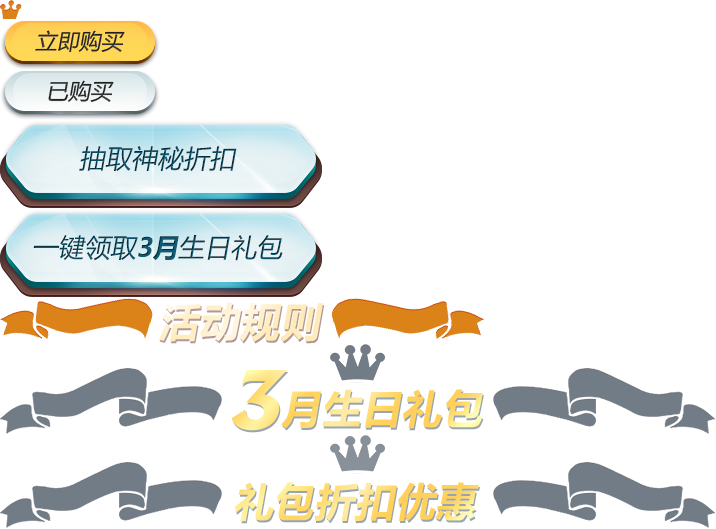 立即购买
已购买
抽取神秘折扣
一键领取3月生日礼包
活动规则
3月生日礼包
礼包折扣优惠